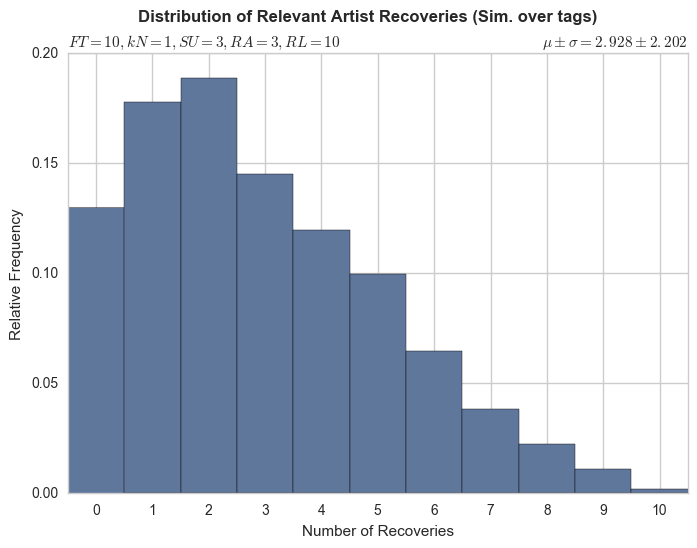 Distribution of Relevant Artist Recoveries (Sim. over tags)
FT = 10, kN = 1, SU = 3, RA = 3, RL = 10
μ ± σ = 2.928 ± 2.202
0.20
0.15
0.10
0.05
0.00
Relative Frequency
0 1 2 3 4 5 6 7 8 9 10
Number of Recoveries